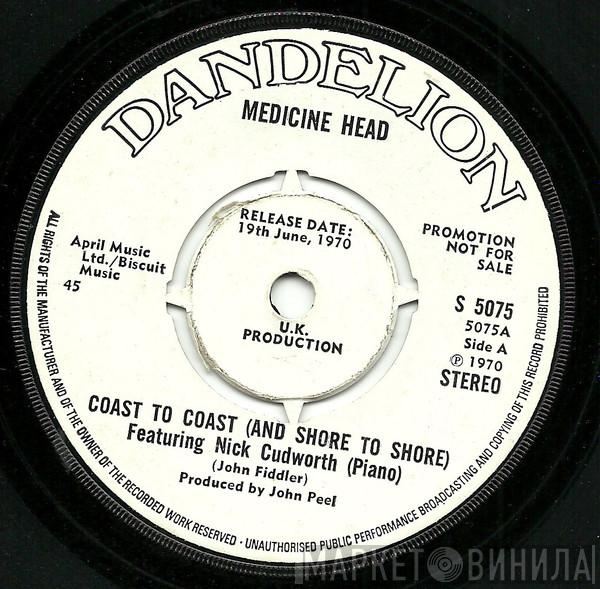 DANDELION
MEDICINE HEAD
RELEASE DATE:
19th June, 1970
U.K.
PRODUCTION
April Music
Ltd./Biscuit
Music
45
PROMOTION
NOT FOR
SALE
S 5075
5075A
Side A
℗ 1970
STEREO
COAST TO COAST (AND SHORE TO SHORE)
Featuring Nick Cudworth (Piano)
(John Fiddler)
Produced by John Peel
ALL RIGHTS OF THE MANUFACTURER AND OF THE OWNER OF THE RECORDED WORK RESERVED · UNAUTHORISED PUBLIC PERFORMANCE BROADCASTING AND COPYING OF THIS RECORD PROHIBITED
МАРКЕТ ВИНИЛА